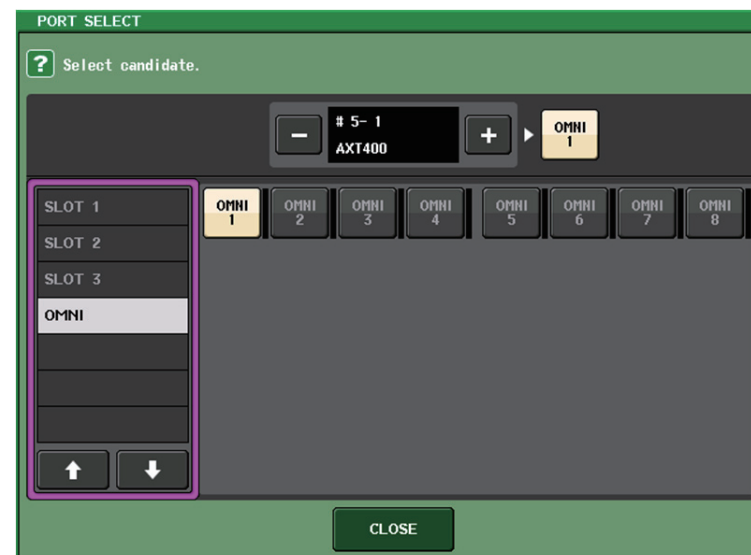 PORT SELECT
? Select candidate.
− # 5- 1 + OMNI 1
AXT400
SLOT 1
SLOT 2
SLOT 3
OMNI
OMNI 1
OMNI 2
OMNI 3
OMNI 4
OMNI 5
OMNI 6
OMNI 7
OMNI 8
CLOSE